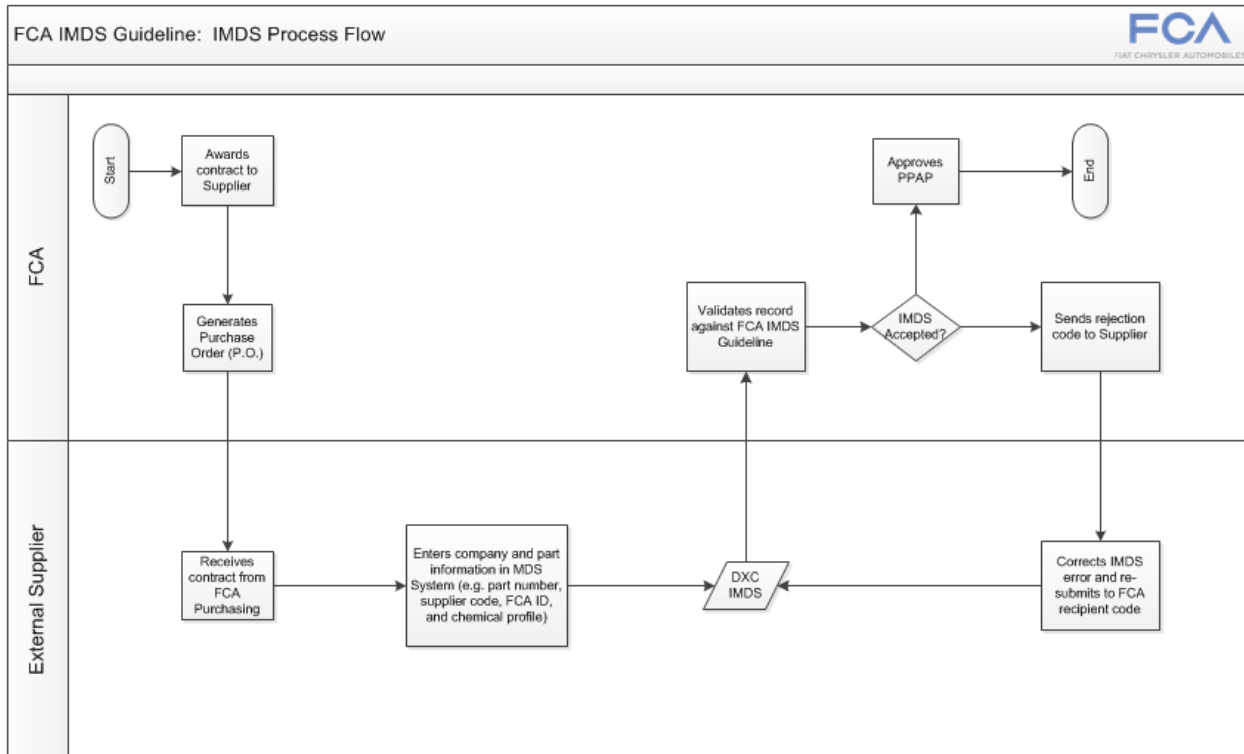 FCA IMDS Guideline: IMDS Process Flow
FCA
FIAT CHRYSLER AUTOMOBILES
FCA
Start
Awards
contract to
Supplier
Approves
PPAP
End
Generates
Purchase
Order (P.O.)
Validates record
against FCA IMDS
Guideline
IMDS
Accepted?
Sends rejection
code to Supplier
External Supplier
Receives
contract from
FCA
Purchasing
Enters company and part
information in MDS
System (e.g. part number,
supplier code, FCA ID,
and chemical profile)
DXC
IMDS
Corrects IMDS
error and re-
submits to FCA
recipient code